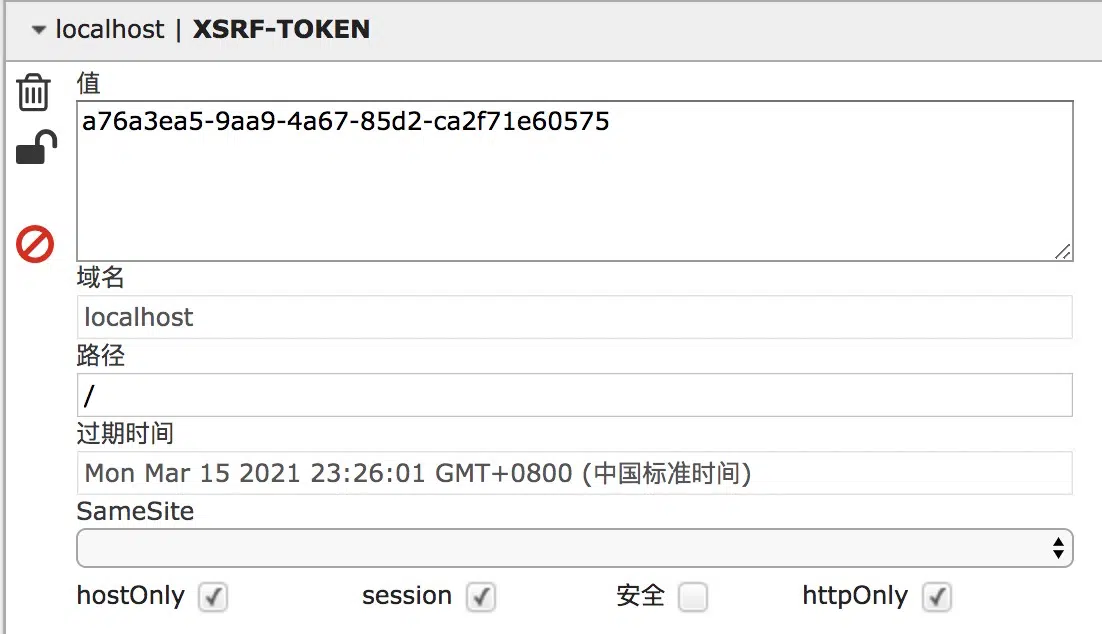 localhost | XSRF-TOKEN
值
a76a3ea5-9aa9-4a67-85d2-ca2f71e60575
域名
localhost
路径
/
过期时间
Mon Mar 15 2021 23:26:01 GMT+0800 (中国标准时间)
SameSite
hostOnly session 安全 httpOnly